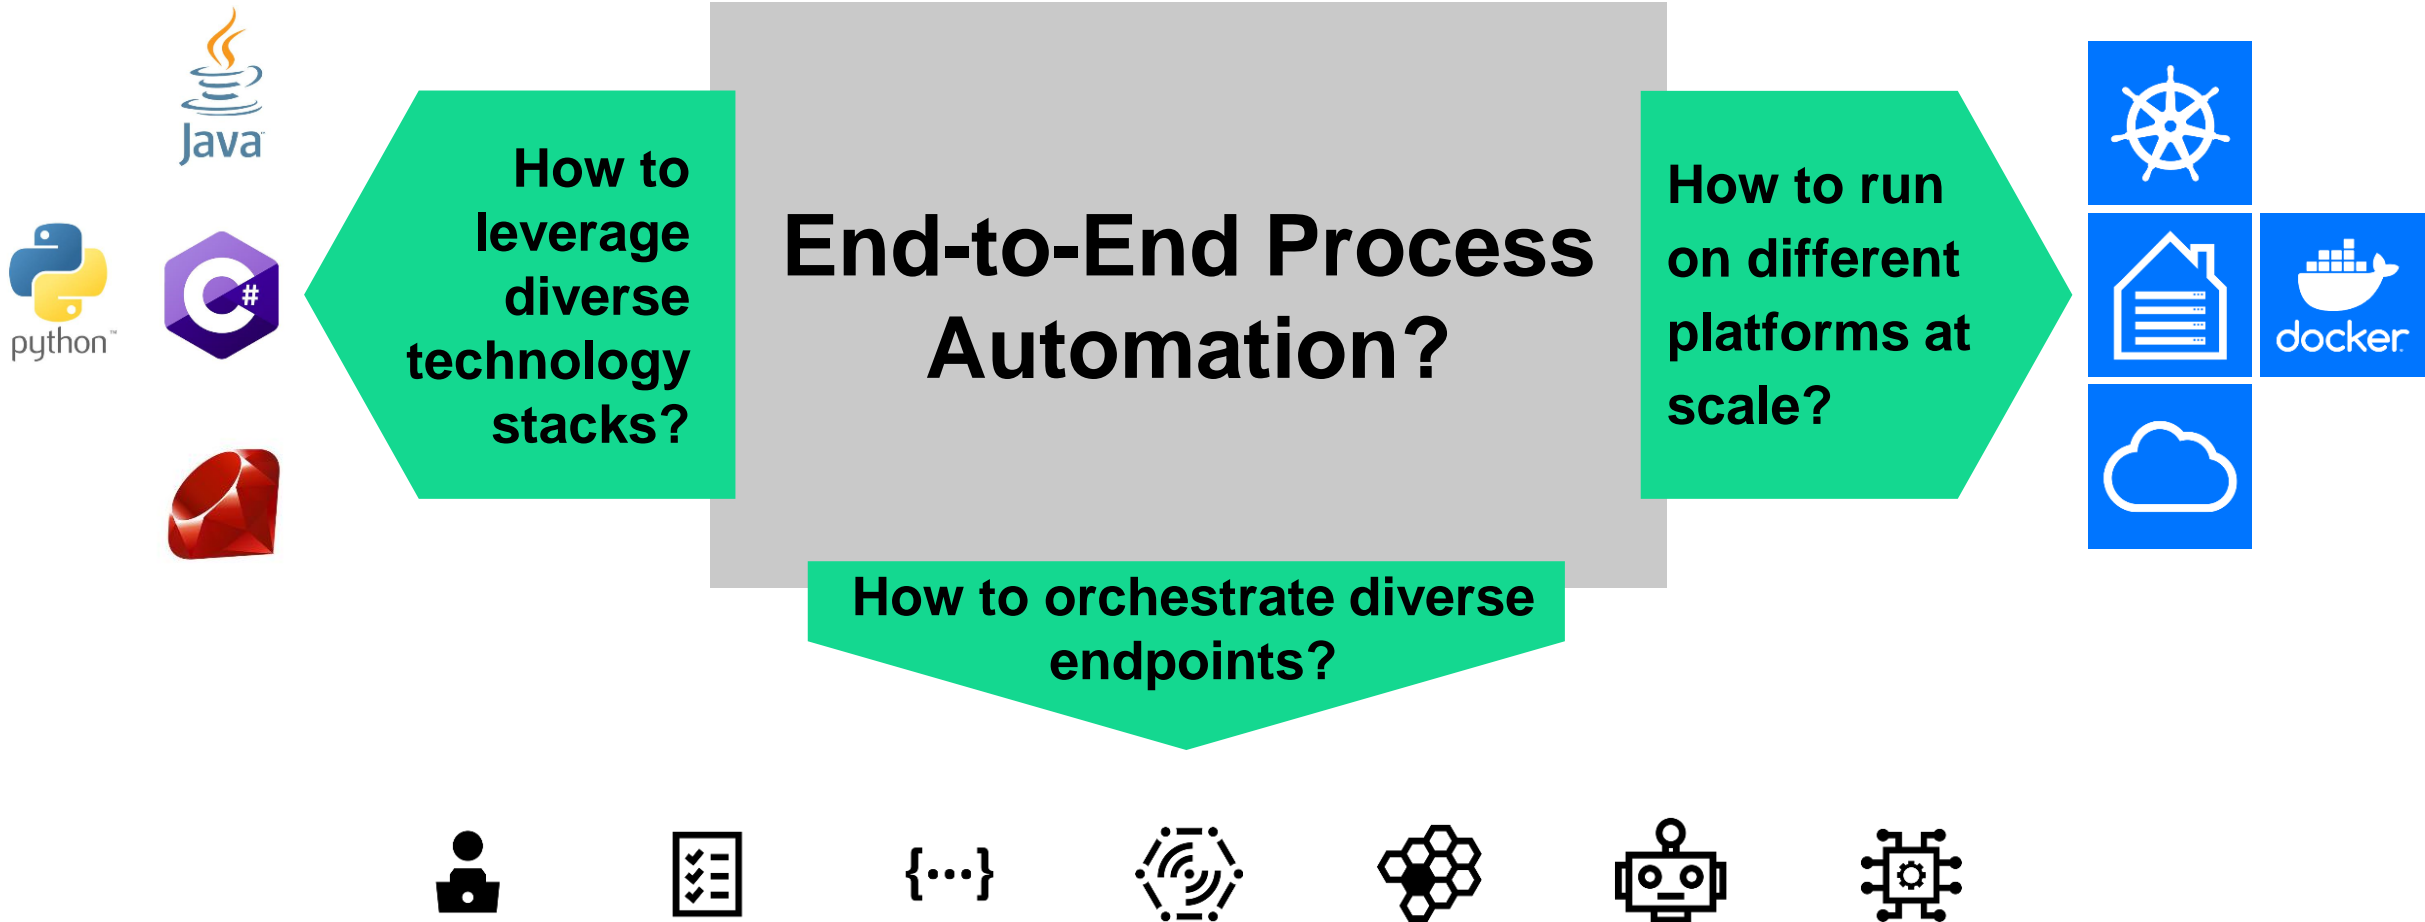 Java
python™
C#
How to
leverage
diverse
technology
stacks?
End-to-End Process
Automation?
How to run
on different
platforms at
scale?
docker
How to orchestrate diverse
endpoints?
{...}